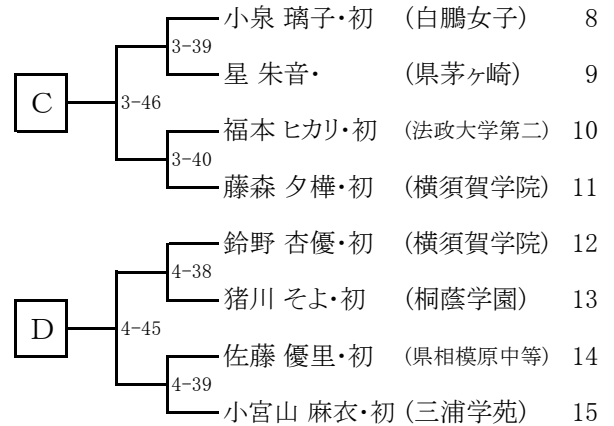 小泉 璃子・初 (白鵬女子) 8
3-39
星 朱音・ (県茅ヶ崎) 9
C
3-46
福本 ヒカリ・初 (法政大学第二) 10
3-40
藤森 夕樺・初 (横須賀学院) 11
鈴野 杏優・初 (横須賀学院) 12
4-38
猪川 そよ・初 (桐蔭学園) 13
D
4-45
佐藤 優里・初 (県相模原中等) 14
4-39
小宮山 麻衣・初 (三浦学苑) 15